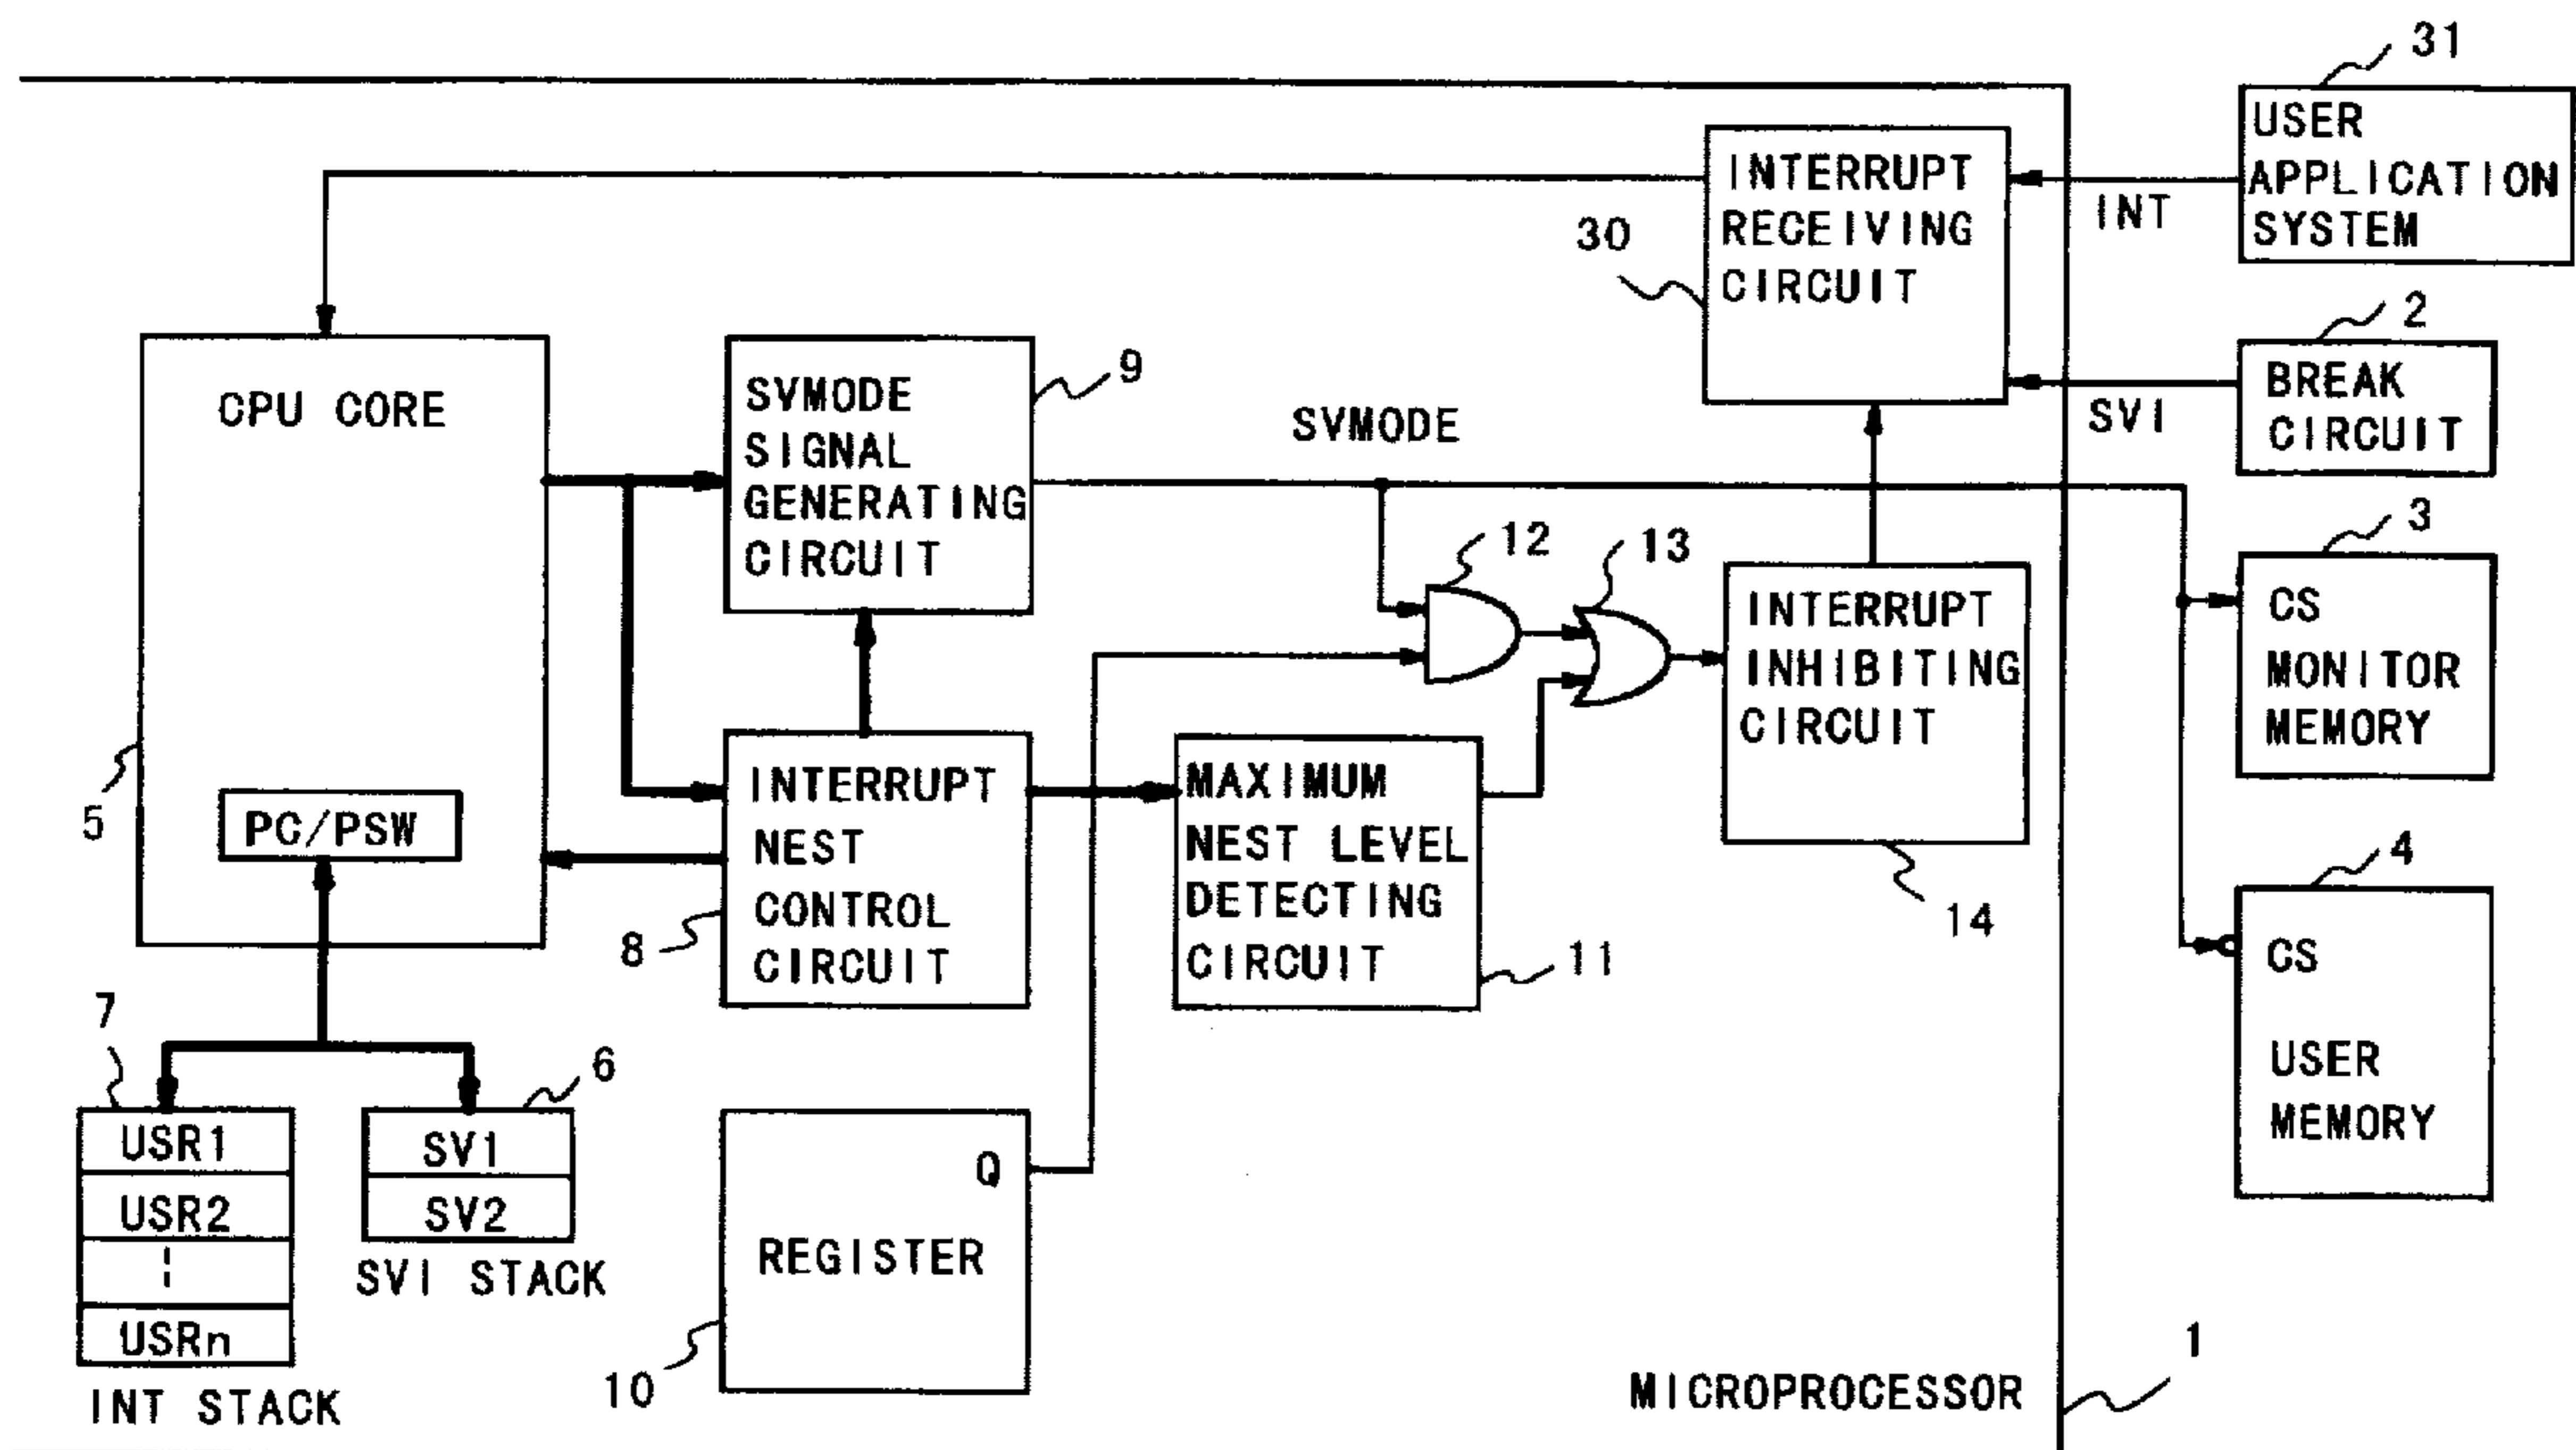 31
USER
APPLICATION
SYSTEM
INTERRUPT
RECEIVING
CIRCUIT
30
INT
2
BREAK
CIRCUIT
SVI
CPU CORE
5
PC/PSW
SVMODE
SIGNAL
GENERATING
CIRCUIT
9
SVMODE
12
13
3
CS
MONITOR
MEMORY
INTERRUPT
INHIBITING
CIRCUIT
14
INTERRUPT
NEST
CONTROL
CIRCUIT
8
MAXIMUM
NEST LEVEL
DETECTING
CIRCUIT
11
4
CS
USER
MEMORY
7
USR1
USR2
USRn
INT STACK
6
SV1
SV2
SVI STACK
Q
REGISTER
10
MICROPROCESSOR
1